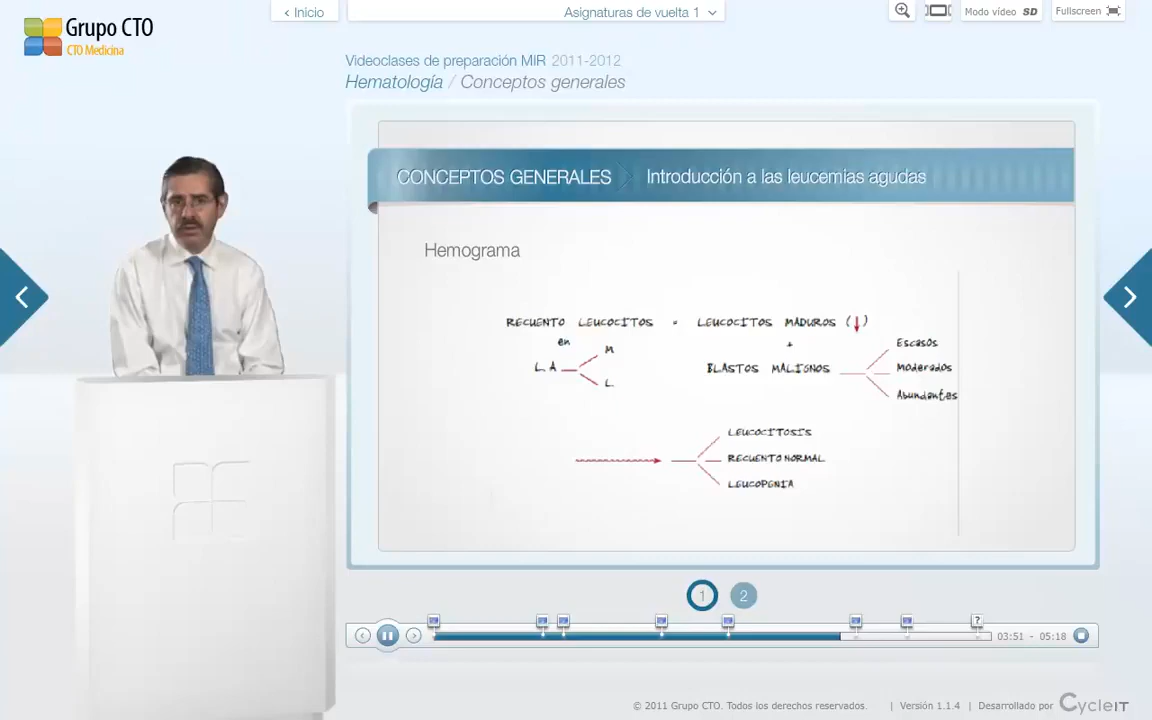 Grupo CTO
CTO Medicina
‹ Inicio
Asignaturas de vuelta 1
Modo vídeo SD
Fullscreen
Videoclases de preparación MIR 2011-2012
Hematología / Conceptos generales
CONCEPTOS GENERALES
Introducción a las leucemias agudas
Hemograma
RECUENTO LEUCOCITOS = LEUCOCITOS MADUROS (↓)
en
+
LA
M
L
BLASTOS MALIGNOS
Escasos
Moderados
Abundantes
LEUCOCITOSIS
RECUENTO NORMAL
LEUCOPENIA
1
2
?
03:51 - 05:18
© 2011 Grupo CTO. Todos los derechos reservados. | Versión 1.1.4 | Desarrollado por CycleIT